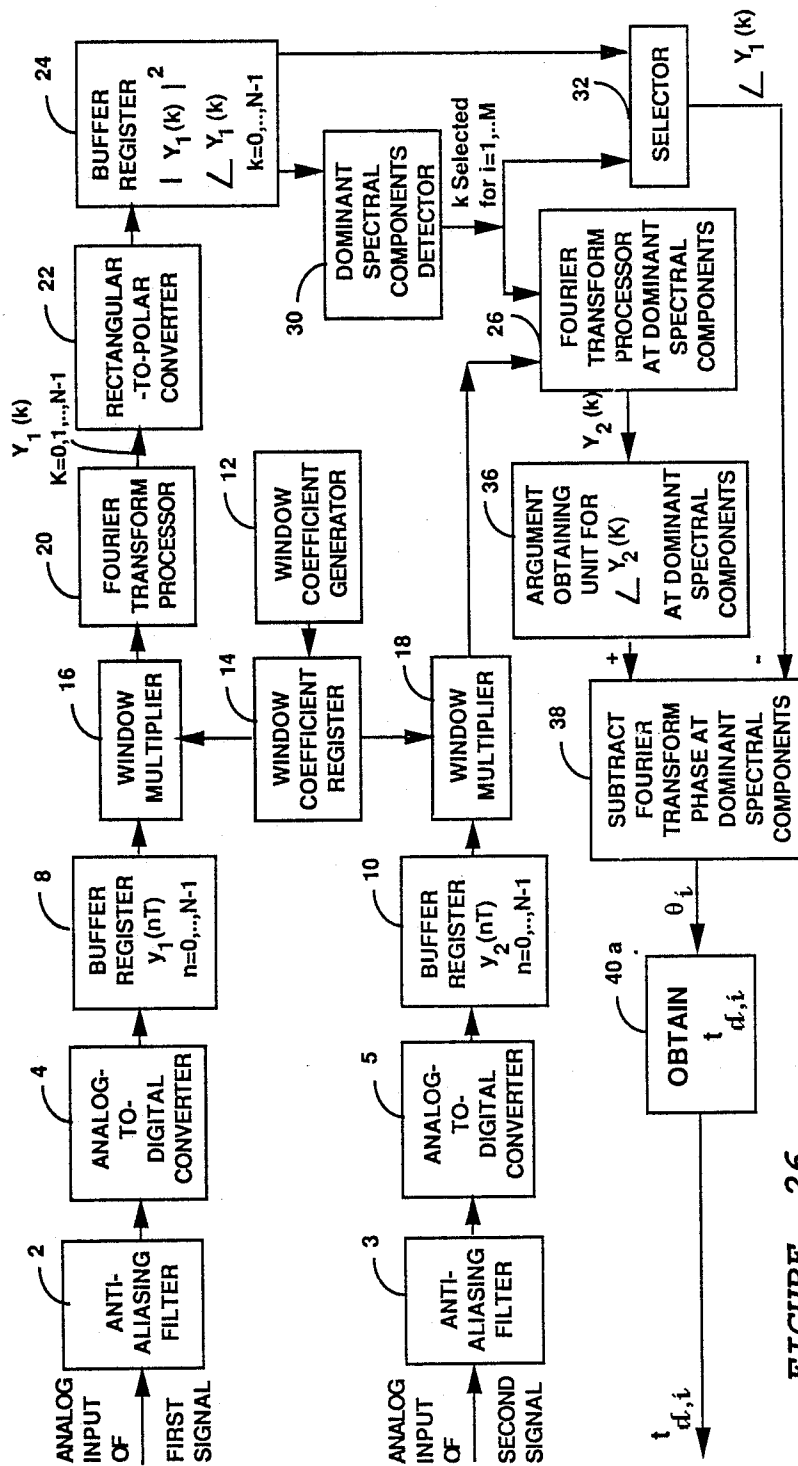 ANALOG
INPUT
OF
FIRST
SIGNAL
2
ANTI-
ALIASING
FILTER
4
ANALOG-
TO-
DIGITAL
CONVERTER
8
BUFFER
REGISTER
y₁(nT)
n=0,..,N-1
16
WINDOW
MULTIPLIER
20
FOURIER
TRANSFORM
PROCESSOR
Y₁(k)
K=0,1,..,N-1
22
RECTANGULAR
-TO-POLAR
CONVERTER
24
BUFFER
REGISTER
| Y₁(k) |²
∠ Y₁(k)
k=0,..,N-1
12
WINDOW
COEFFICIENT
GENERATOR
14
WINDOW
COEFFICIENT
REGISTER
30
DOMINANT
SPECTRAL
COMPONENTS
DETECTOR
k Selected
for i=1,..M
32
SELECTOR
∠ Y₁(k)
ANALOG
INPUT
OF
SECOND
SIGNAL
3
ANTI-
ALIASING
FILTER
5
ANALOG-
TO-
DIGITAL
CONVERTER
10
BUFFER
REGISTER
y₂(nT)
n=0,..,N-1
18
WINDOW
MULTIPLIER
26
FOURIER
TRANSFORM
PROCESSOR
AT DOMINANT
SPECTRAL
COMPONENTS
Y₂(k)
36
ARGUMENT
OBTAINING
UNIT FOR
∠ Y₂(K)
AT DOMINANT
SPECTRAL
COMPONENTS
+
-
38
SUBTRACT
FOURIER
TRANSFORM
PHASE AT
DOMINANT
SPECTRAL
COMPONENTS
θ i
40 a
OBTAIN
t d,i
t d,i
FIGURE 26